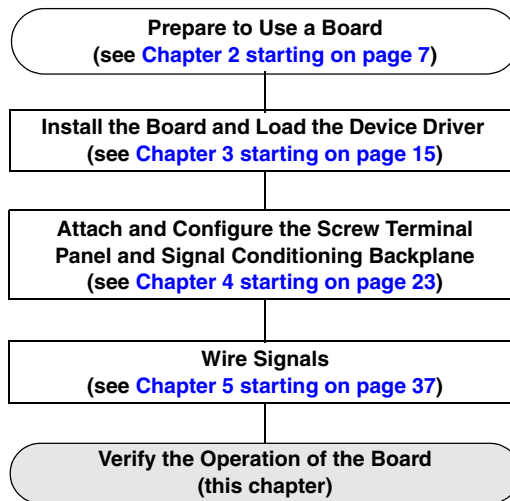 Prepare to Use a Board
(see Chapter 2 starting on page 7)
Install the Board and Load the Device Driver
(see Chapter 3 starting on page 15)
Attach and Configure the Screw Terminal
Panel and Signal Conditioning Backplane
(see Chapter 4 starting on page 23)
Wire Signals
(see Chapter 5 starting on page 37)
Verify the Operation of the Board
(this chapter)